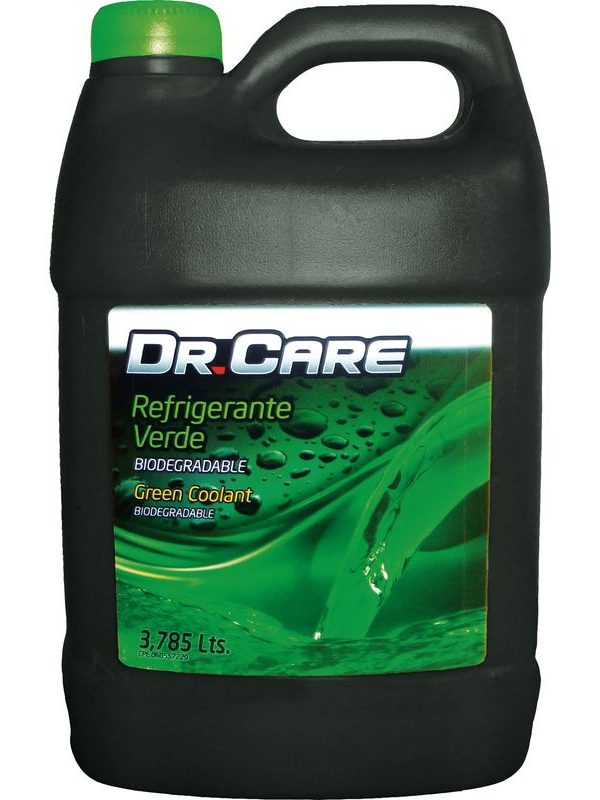 DR.CARE
Refrigerante
Verde
BIODEGRADABLE
Green Coolant
BIODEGRADABLE
3,785 Lts.